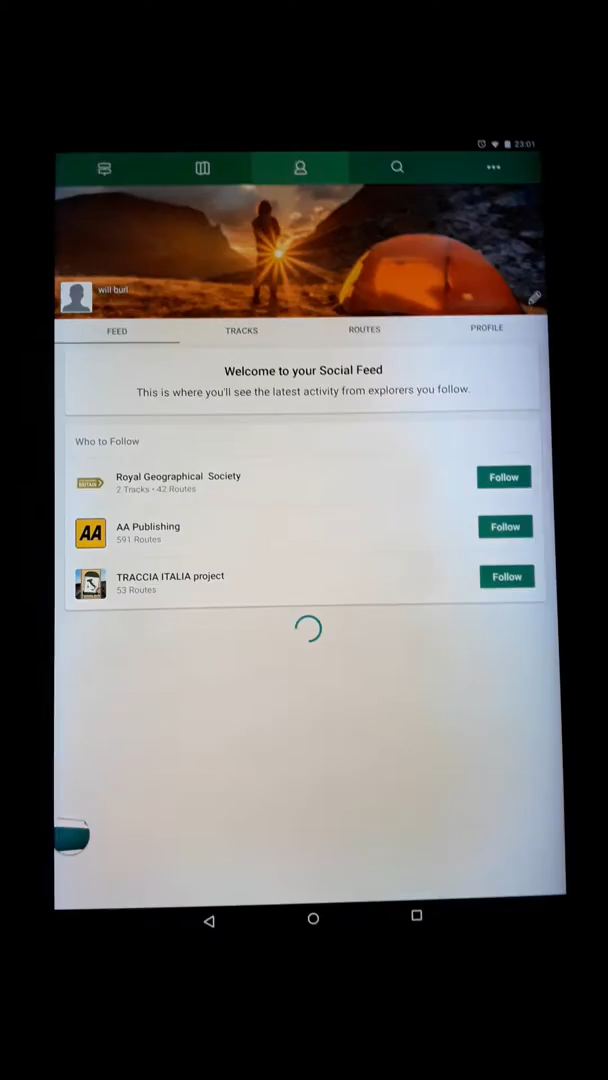 23:01
will burl
FEED TRACKS ROUTES PROFILE
Welcome to your Social Feed
This is where you'll see the latest activity from explorers you follow.
Who to Follow
BRITAIN
Royal Geographical Society
2 Tracks • 42 Routes
Follow
AA
AA Publishing
591 Routes
Follow
TRACCIA ITALIA project
53 Routes
Follow